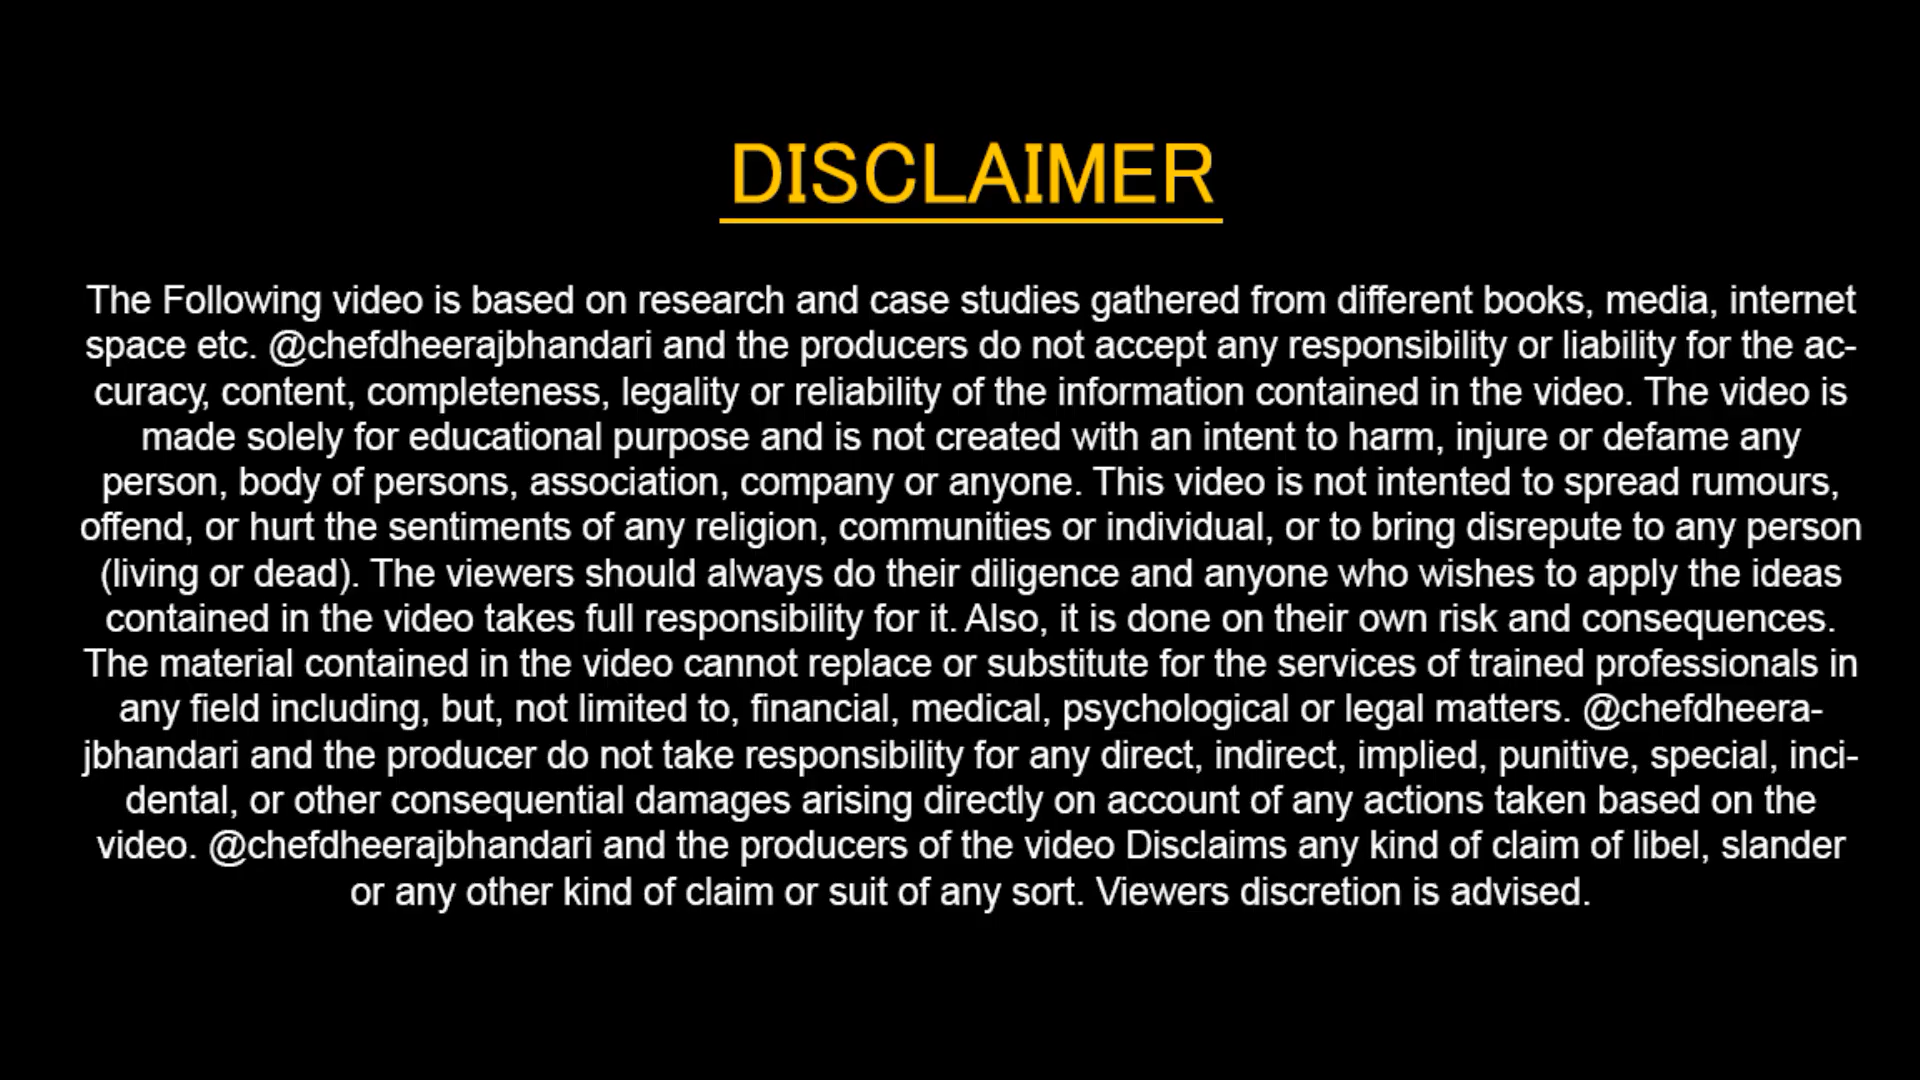 DISCLAIMER
The Following video is based on research and case studies gathered from different books, media, internet
space etc. @chefdheerajbhandari and the producers do not accept any responsibility or liability for the ac-
curacy, content, completeness, legality or reliability of the information contained in the video. The video is
made solely for educational purpose and is not created with an intent to harm, injure or defame any
person, body of persons, association, company or anyone. This video is not intented to spread rumours,
offend, or hurt the sentiments of any religion, communities or individual, or to bring disrepute to any person
(living or dead). The viewers should always do their diligence and anyone who wishes to apply the ideas
contained in the video takes full responsibility for it. Also, it is done on their own risk and consequences.
The material contained in the video cannot replace or substitute for the services of trained professionals in
any field including, but, not limited to, financial, medical, psychological or legal matters. @chefdheera-
jbhandari and the producer do not take responsibility for any direct, indirect, implied, punitive, special, inci-
dental, or other consequential damages arising directly on account of any actions taken based on the
video. @chefdheerajbhandari and the producers of the video Disclaims any kind of claim of libel, slander
or any other kind of claim or suit of any sort. Viewers discretion is advised.